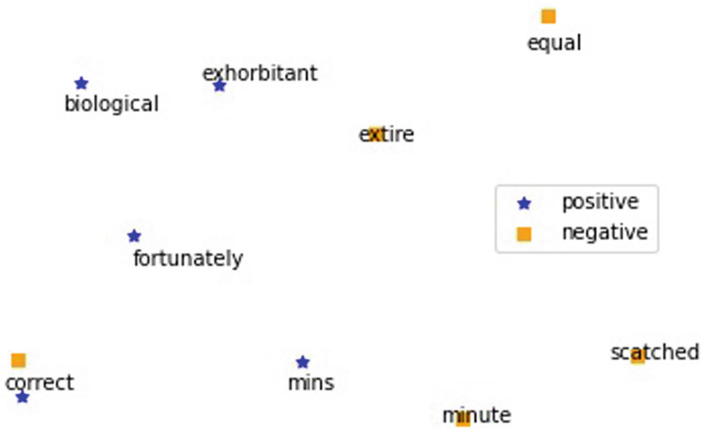 equal
exhorbitant
biological
extire
positive
negative
fortunately
scatched
correct
mins
minute